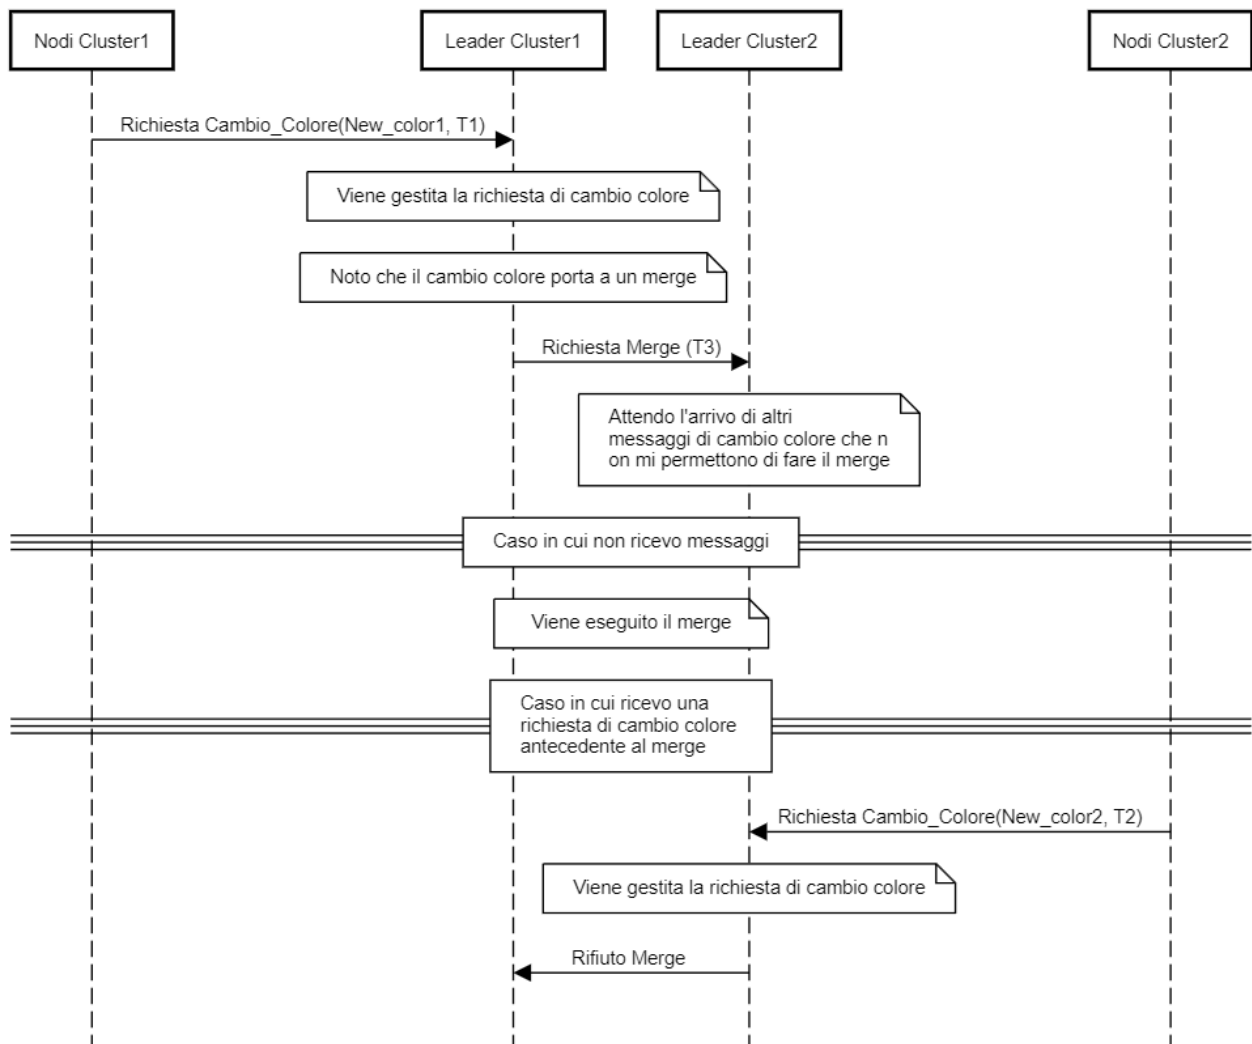 Nodi Cluster1
Leader Cluster1
Leader Cluster2
Nodi Cluster2
Richiesta Cambio_Colore(New_color1, T1)
Viene gestita la richiesta di cambio colore
Noto che il cambio colore porta a un merge
Richiesta Merge (T3)
Attendo l'arrivo di altri
messaggi di cambio colore che n
on mi permettono di fare il merge
Caso in cui non ricevo messaggi
Viene eseguito il merge
Caso in cui ricevo una
richiesta di cambio colore
antecedente al merge
Richiesta Cambio_Colore(New_color2, T2)
Viene gestita la richiesta di cambio colore
Rifiuto Merge